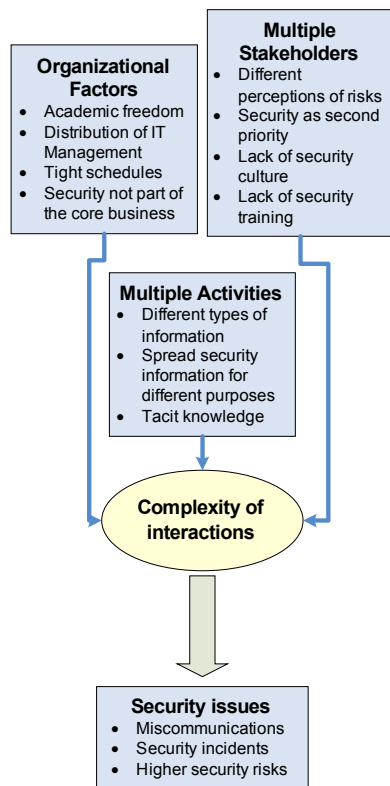 Organizational
Factors
• Academic freedom
• Distribution of IT
Management
• Tight schedules
• Security not part of
the core business
Multiple
Stakeholders
• Different
perceptions of risks
• Security as second
priority
• Lack of security
culture
• Lack of security
training
Multiple Activities
• Different types of
information
• Spread security
information for
different purposes
• Tacit knowledge
Complexity of
interactions
Security issues
• Miscommunications
• Security incidents
• Higher security risks